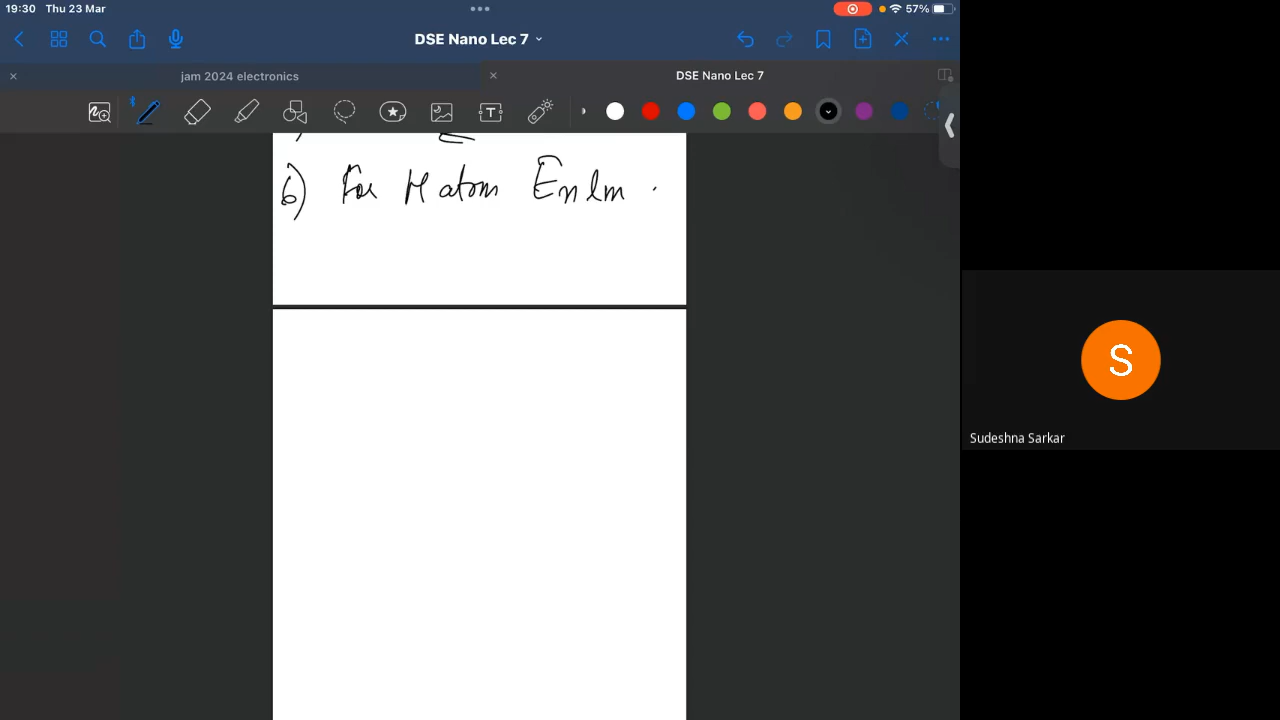 19:30 Thu 23 Mar
57%
DSE Nano Lec 7
jam 2024 electronics
DSE Nano Lec 7
6) For H atom Enlm .
S
Sudeshna Sarkar